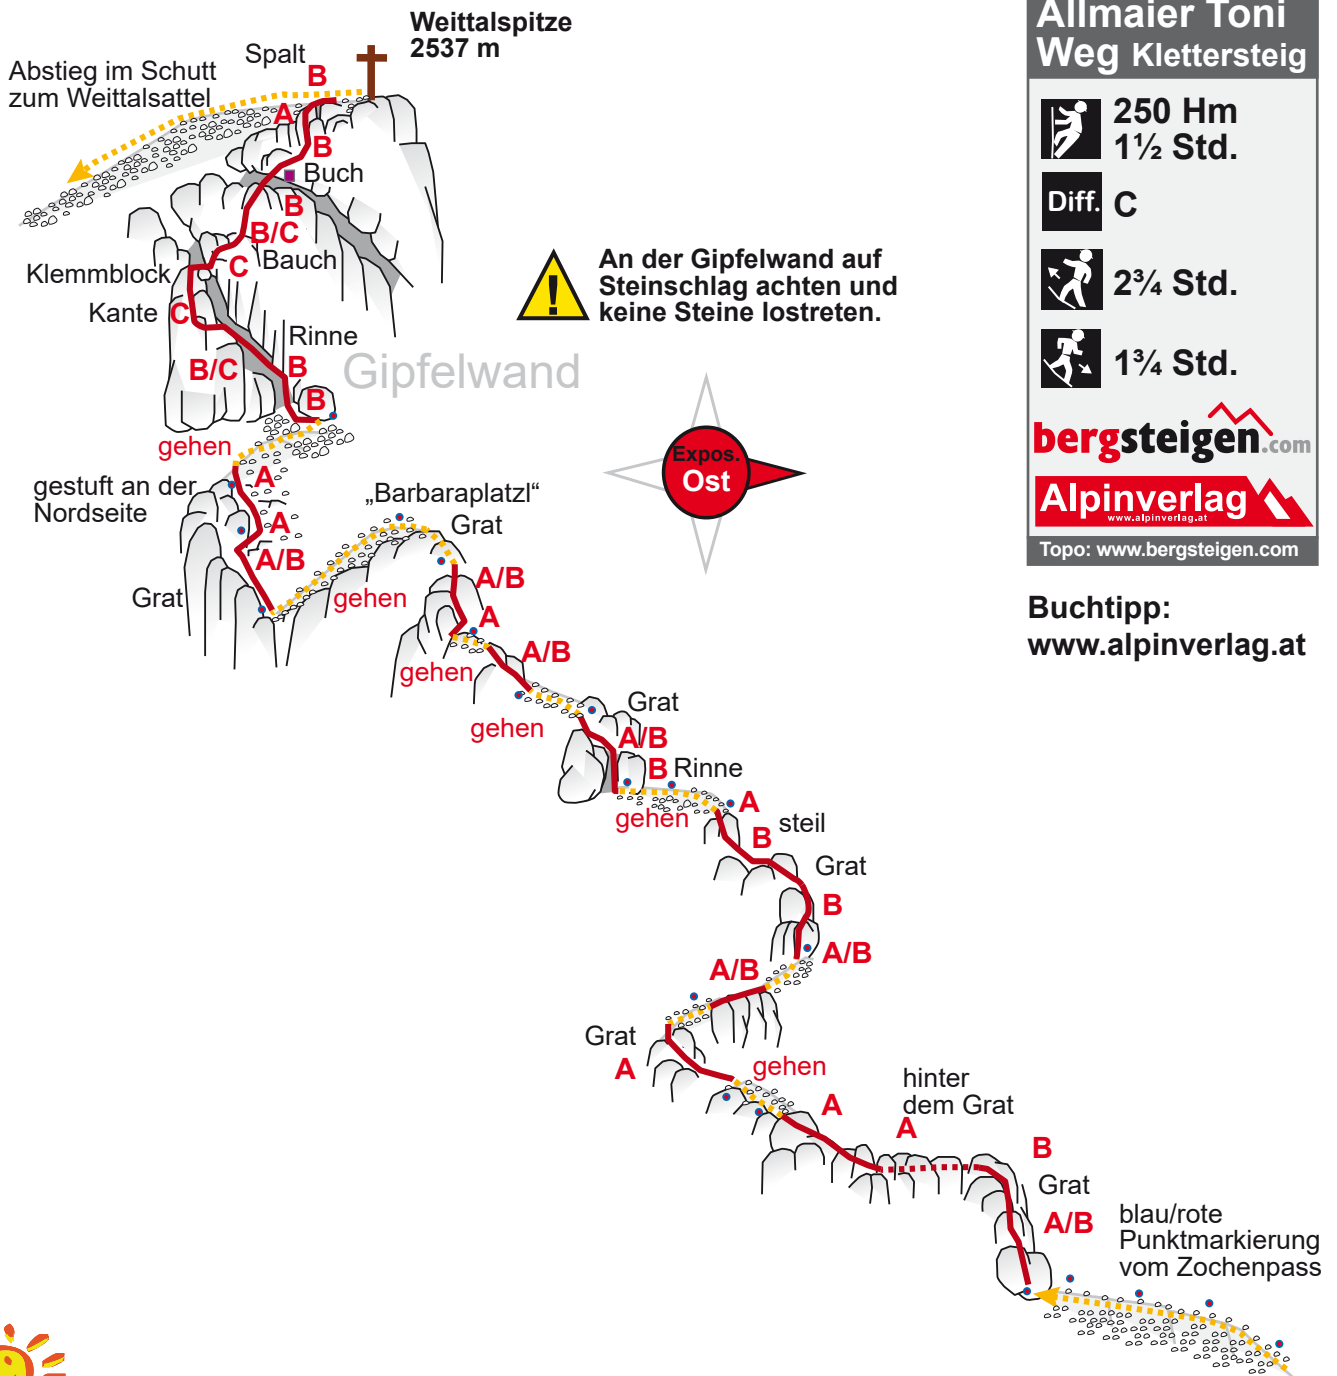 Weittalspitze
2537 m
Spalt
B
Abstieg im Schutt
zum Weittalsattel
A
B
Buch
B
B/C
Bauch
C
Klemmblock
Kante
C
Rinne
B/C
B
Gipfelwand
B
gehen
A
gestuft an der
Nordseite
A
A/B
Grat
gehen
„Barbaraplatzl“
Grat
A/B
A
gehen
A/B
gehen
Grat
A/B
B
Rinne
gehen
A
steil
B
Grat
B
A/B
A/B
Grat
A
gehen
A
hinter
dem Grat
A
B
Grat
A/B
blau/rote
Punktmarkierung
vom Zochenpass
!
An der Gipfelwand auf
Steinschlag achten und
keine Steine lostreten.
Expos.
Ost
Allmaier Toni
Weg Klettersteig
250 Hm
1½ Std.
Diff. C
2¾ Std.
1¾ Std.
bergsteigen.com
Alpinverlag
www.alpinverlag.at
Topo: www.bergsteigen.com
Buchtipp:
www.alpinverlag.at